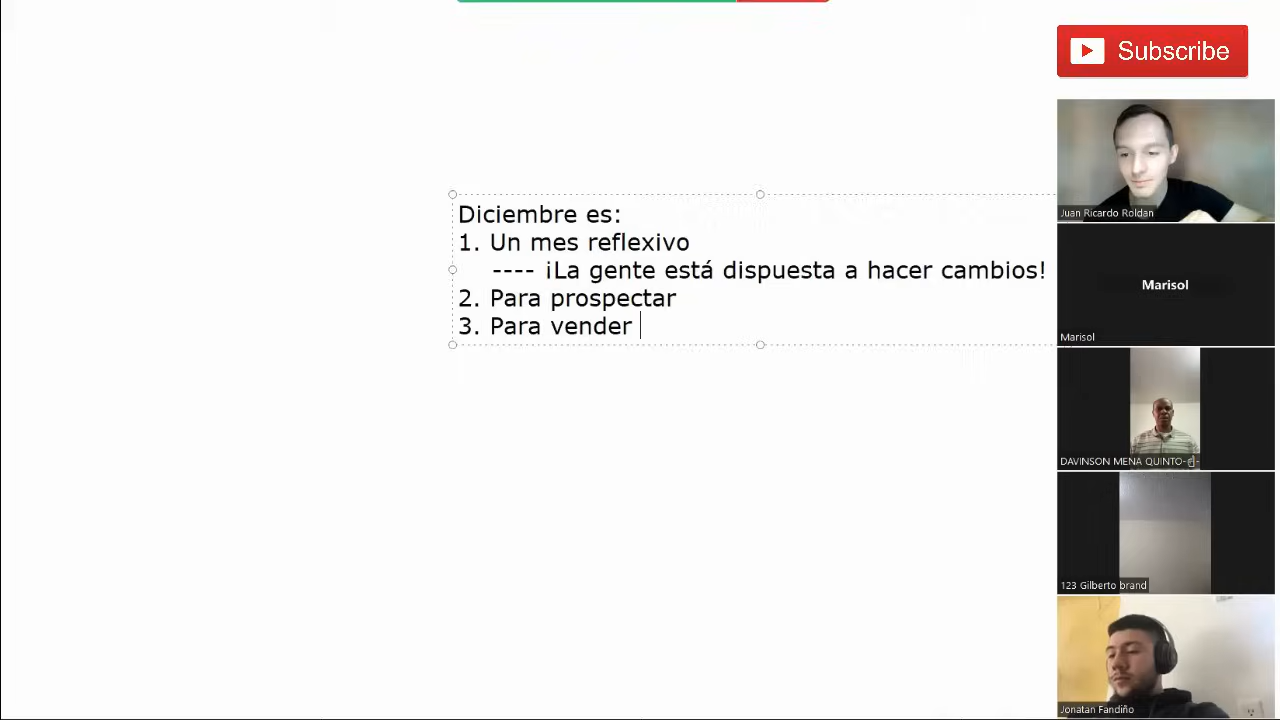 Subscribe
Diciembre es:
1. Un mes reflexivo
---- ¡La gente está dispuesta a hacer cambios!
2. Para prospectar
3. Para vender
Juan Ricardo Roldan
Marisol
Marisol
DAVINSON MENA QUINTO-
123 Gilberto brand
Jonatan Fandiño